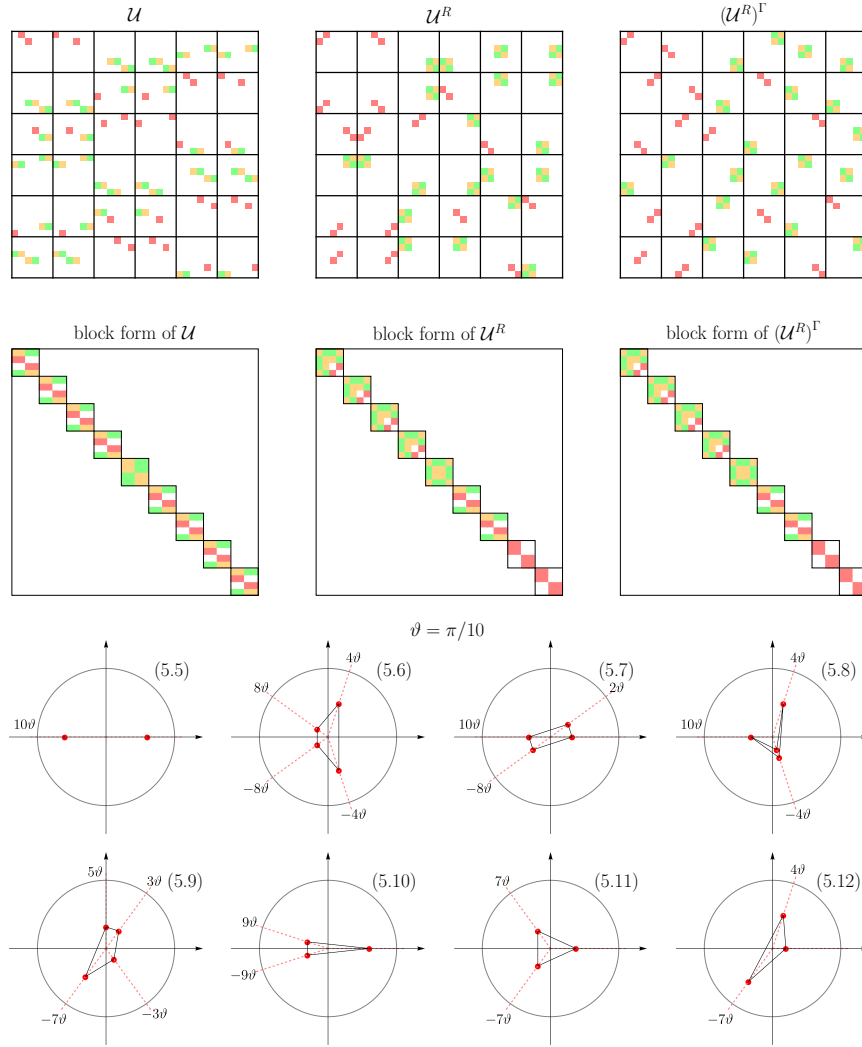 𝒰 𝒰^R (𝒰^R)^Γ
block form of 𝒰 block form of 𝒰^R block form of (𝒰^R)^Γ
ϑ = π/10
10ϑ (5.5)
8ϑ 4ϑ (5.6) −8ϑ −4ϑ
10ϑ 2ϑ (5.7) −8ϑ
10ϑ 4ϑ (5.8) −4ϑ
5ϑ 3ϑ (5.9) −7ϑ −3ϑ
9ϑ (5.10) −9ϑ
7ϑ (5.11) −7ϑ
4ϑ (5.12) −7ϑ